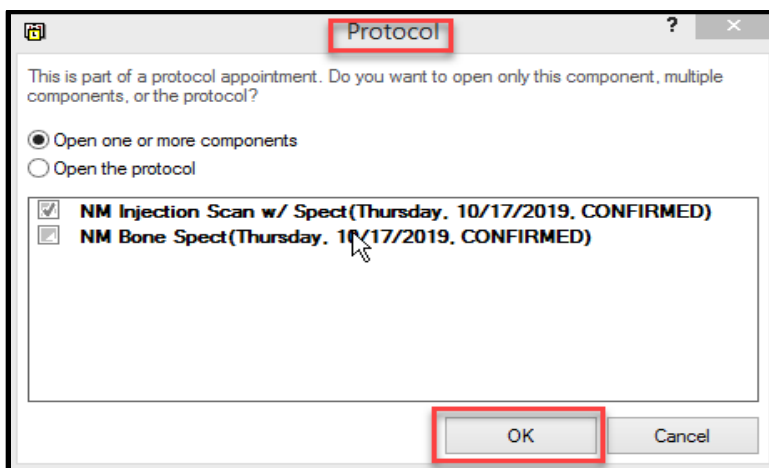 Protocol
?
This is part of a protocol appointment. Do you want to open only this component, multiple
components, or the protocol?
Open one or more components
Open the protocol
NM Injection Scan w/ Spect(Thursday, 10/17/2019, CONFIRMED)
NM Bone Spect(Thursday, 10/17/2019, CONFIRMED)
OK
Cancel